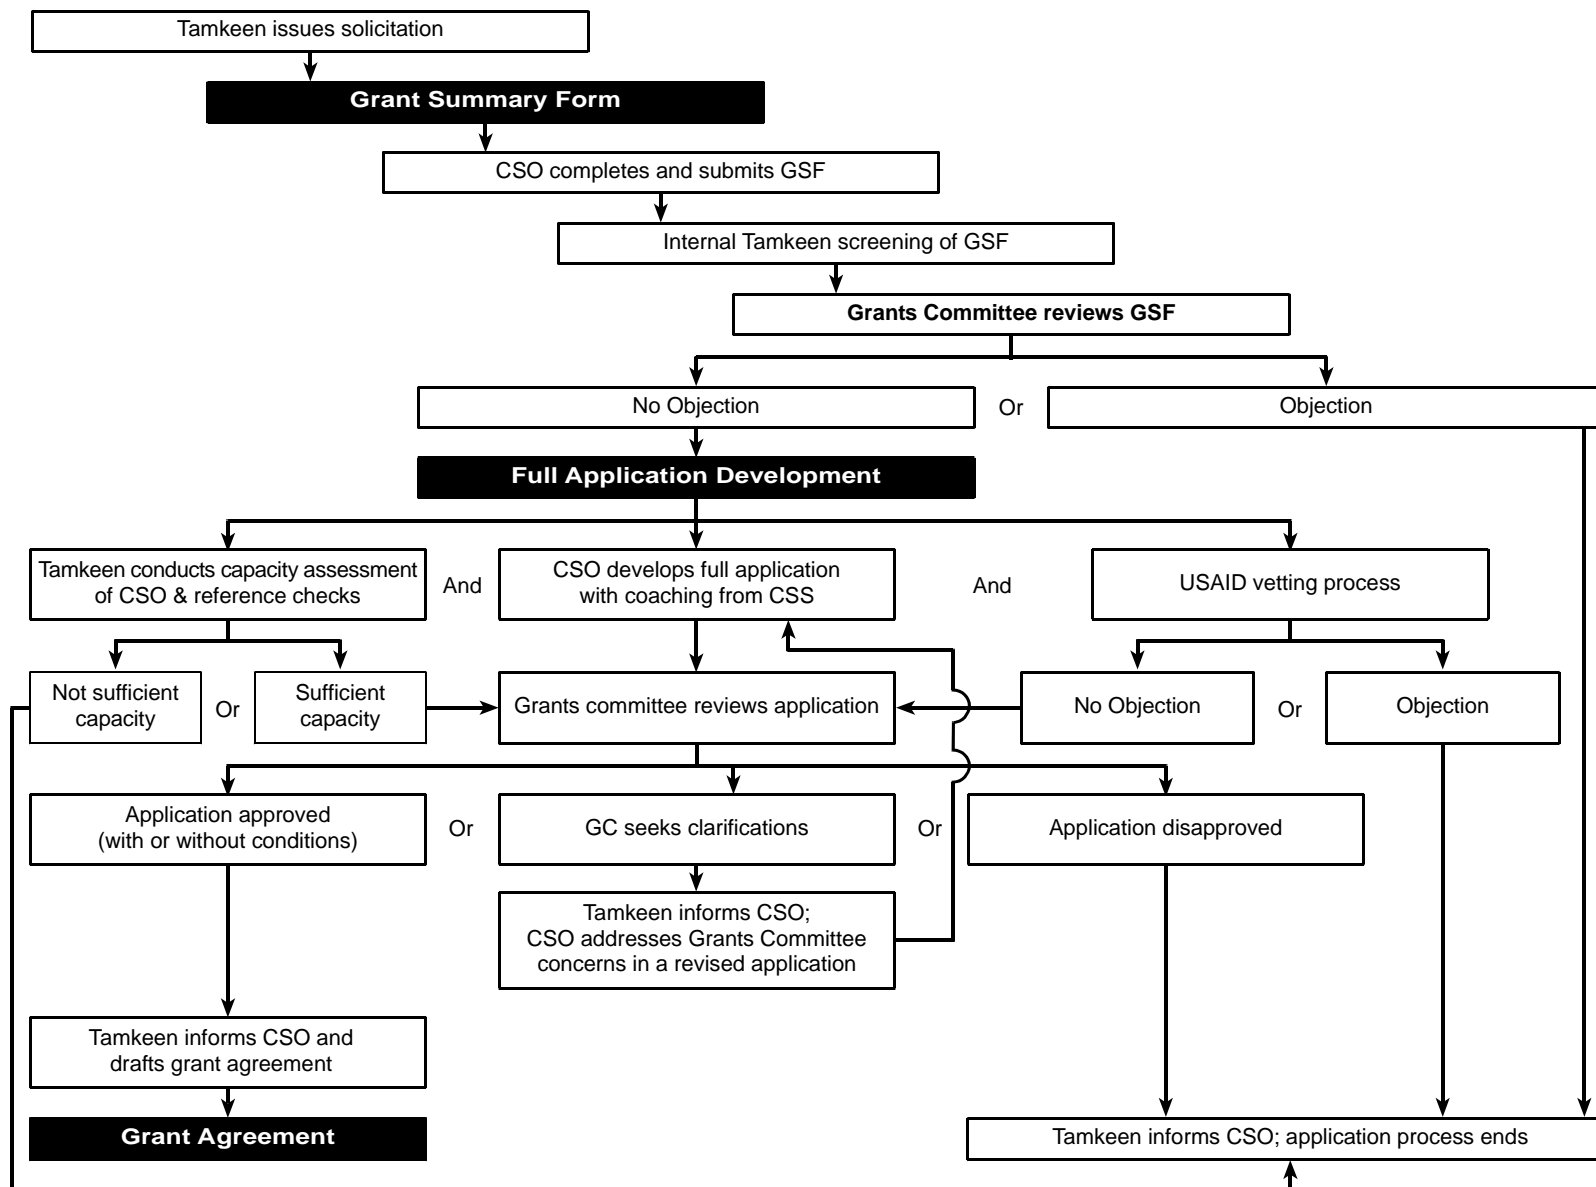 Tamkeen issues solicitation
Grant Summary Form
CSO completes and submits GSF
Internal Tamkeen screening of GSF
Grants Committee reviews GSF
No Objection
Or
Objection
Full Application Development
Tamkeen conducts capacity assessment
of CSO & reference checks
And
CSO develops full application
with coaching from CSS
And
USAID vetting process
Not sufficient
capacity
Or
Sufficient
capacity
Grants committee reviews application
No Objection
Or
Objection
Application approved
(with or without conditions)
Or
GC seeks clarifications
Or
Application disapproved
Tamkeen informs CSO;
CSO addresses Grants Committee
concerns in a revised application
Tamkeen informs CSO and
drafts grant agreement
Grant Agreement
Tamkeen informs CSO; application process ends